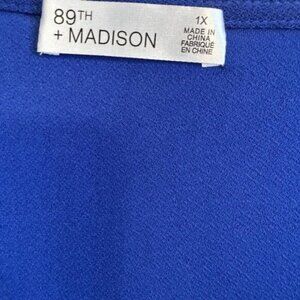 89TH
+ MADISON
1X
MADE IN
CHINA
FABRIQUÉ
EN CHINE